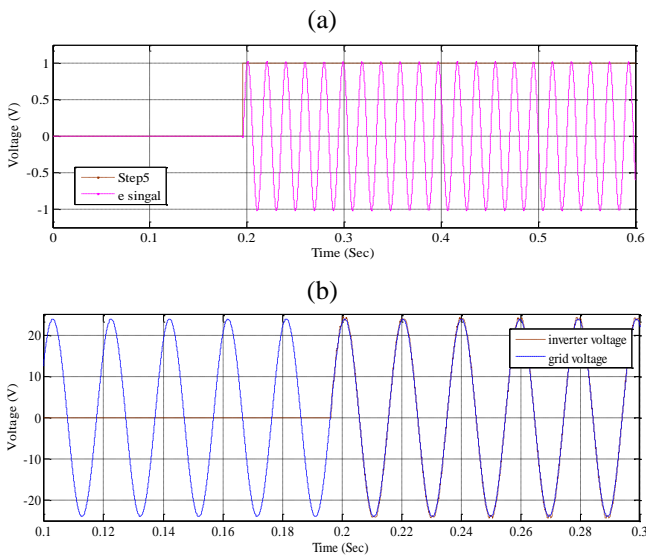 (a)
1
0.5
0
-0.5
-1
Voltage (V)
Step5
e singal
0 0.1 0.2 0.3 0.4 0.5 0.6
Time (Sec)
(b)
20
10
0
-10
-20
Voltage (V)
inverter voltage
grid voltage
0.1 0.12 0.14 0.16 0.18 0.2 0.22 0.24 0.26 0.28 0.3
Time (Sec)